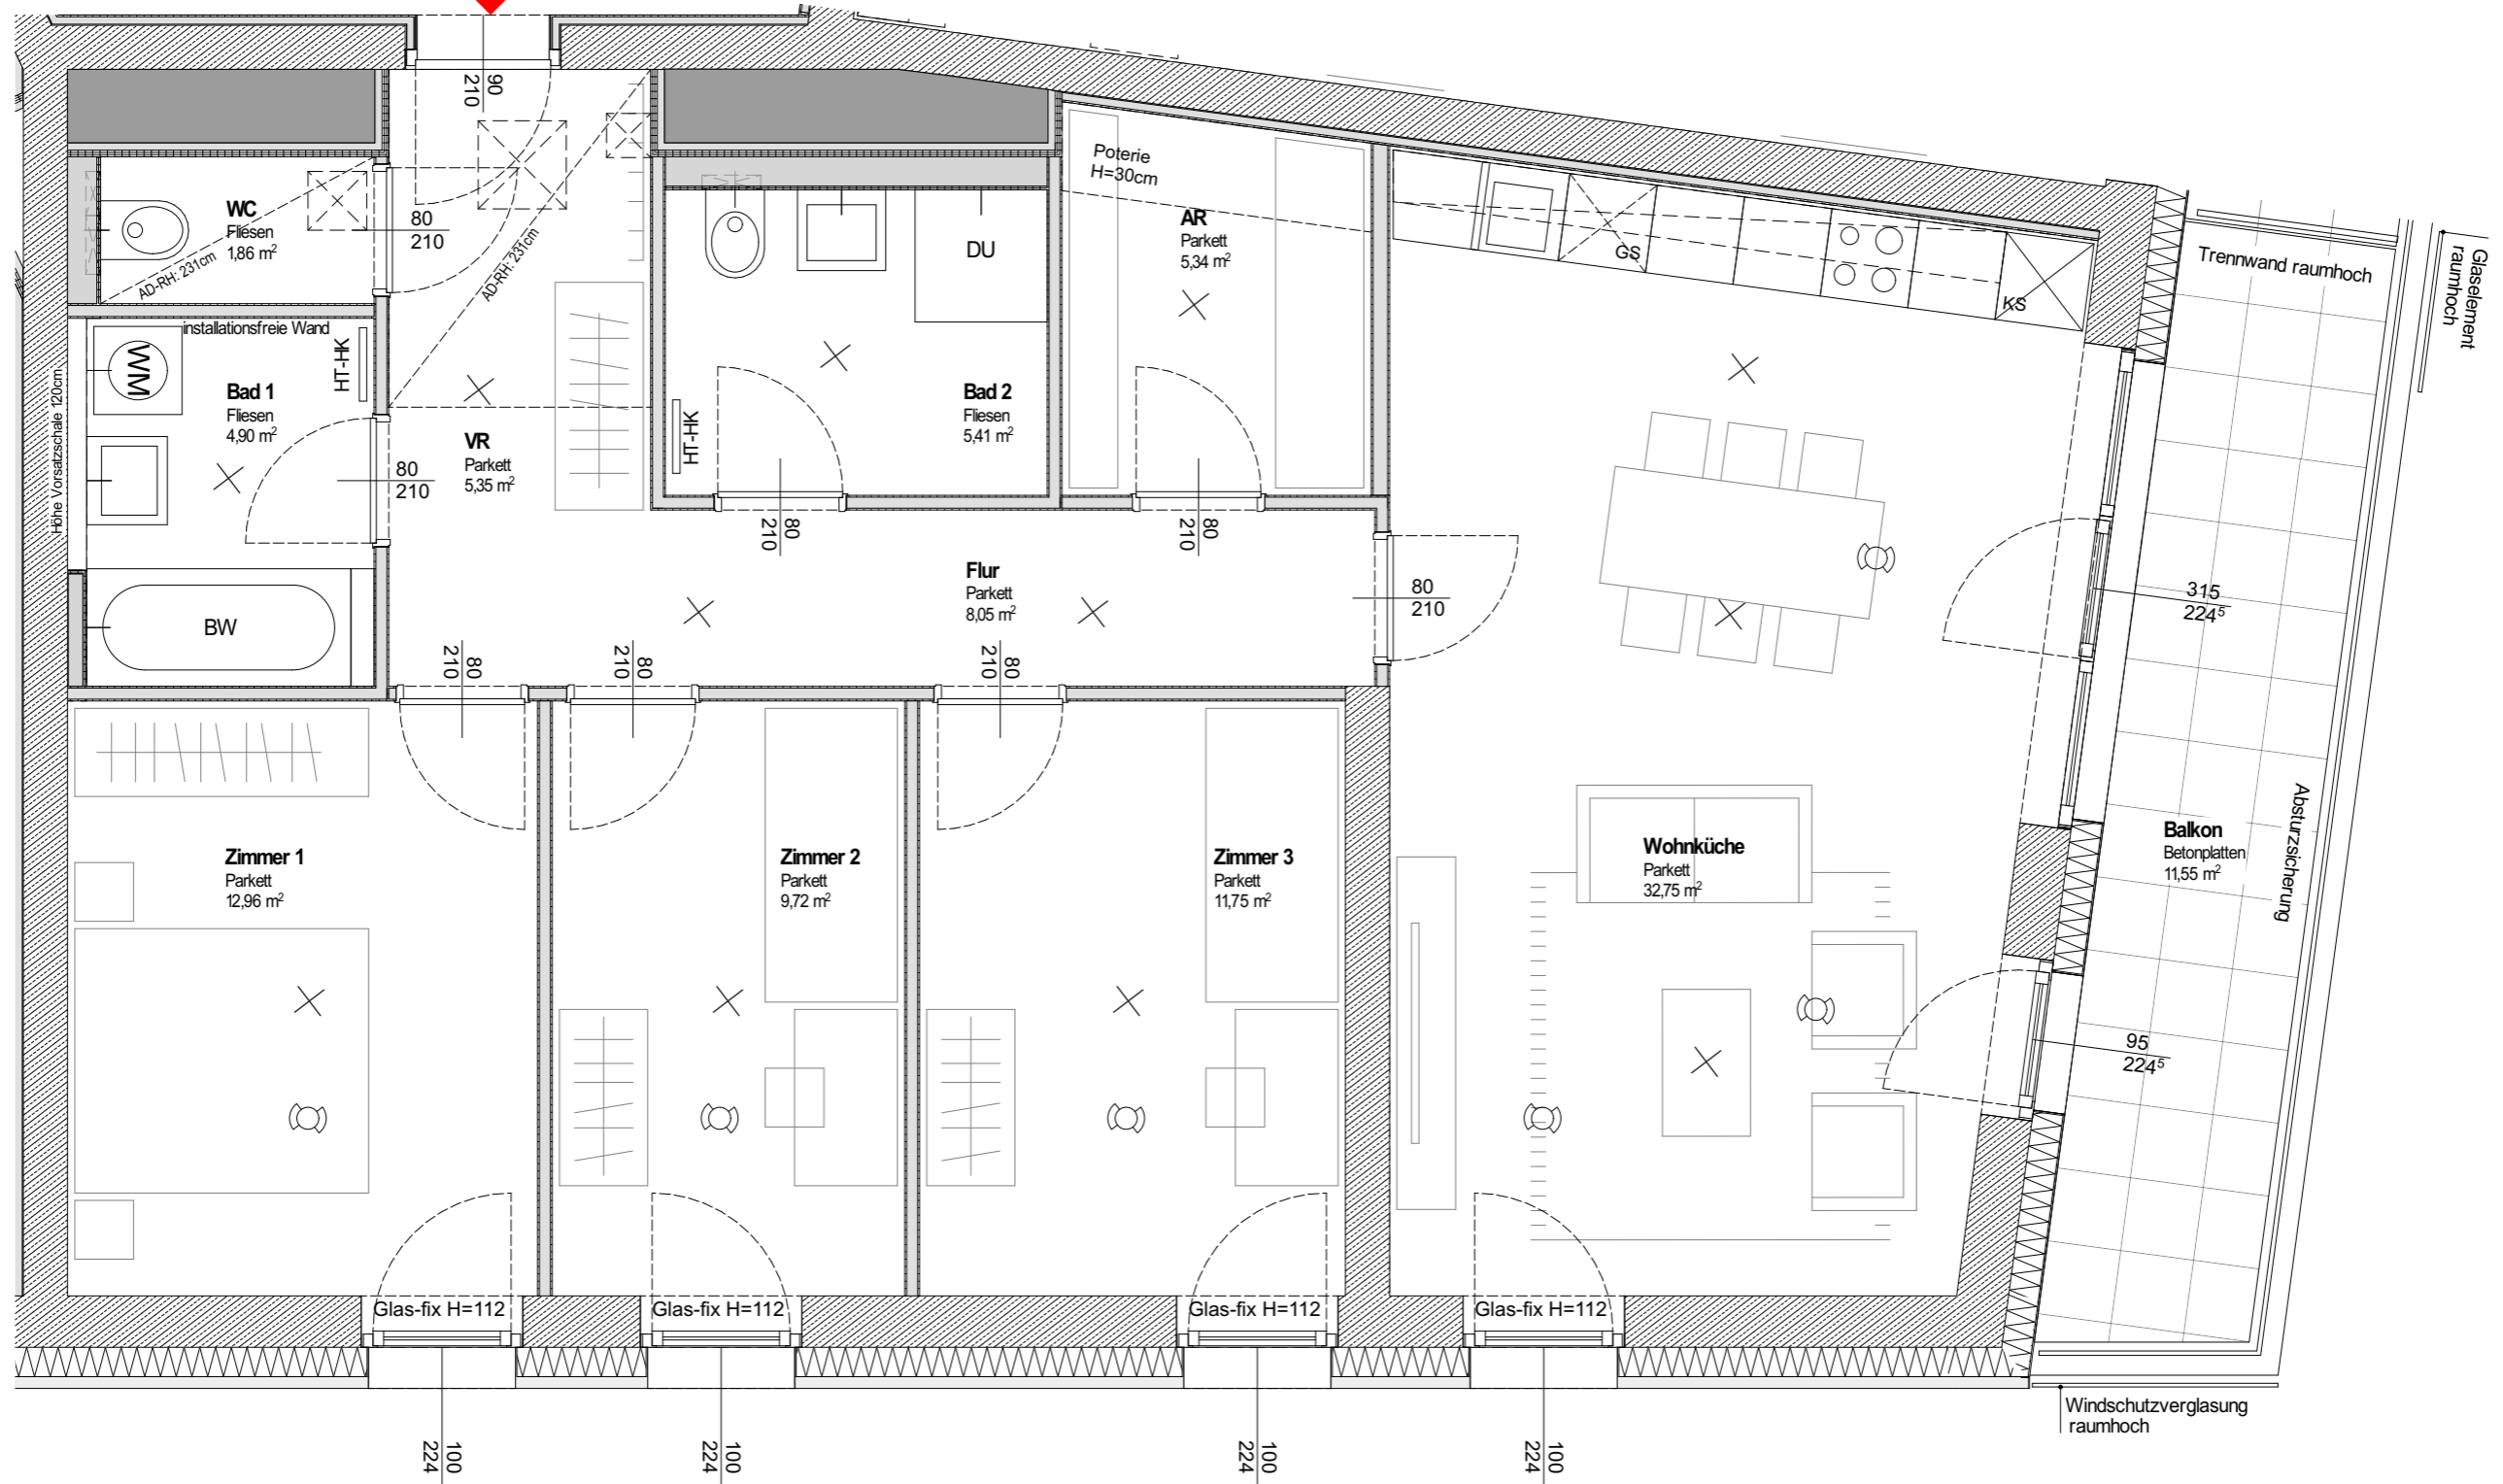 90
210
WC
Fliesen
1,86 m²
AD-RH: 231cm
80
210
AD-RH: 231cm
DU
Poterie
H=30cm
AR
Parkett
5,34 m²
GS
KS
Trennwand raumhoch
Glaselement
raumhoch
installationsfreie Wand
WM
HT-HK
Höhe Vorsatzschale 120cm
Bad 1
Fliesen
4,90 m²
80
210
VR
Parkett
5,35 m²
HT-HK
Bad 2
Fliesen
5,41 m²
80
210
80
210
BW
Flur
Parkett
8,05 m²
80
210
315
224⁵
80
210
80
210
80
210
Zimmer 1
Parkett
12,96 m²
Zimmer 2
Parkett
9,72 m²
Zimmer 3
Parkett
11,75 m²
Wohnküche
Parkett
32,75 m²
Balkon
Betonplatten
11,55 m²
Absturzsicherung
95
224⁵
Glas-fix H=112
Glas-fix H=112
Glas-fix H=112
Glas-fix H=112
Windschutzverglasung
raumhoch
100
224
100
224
100
224
100
224